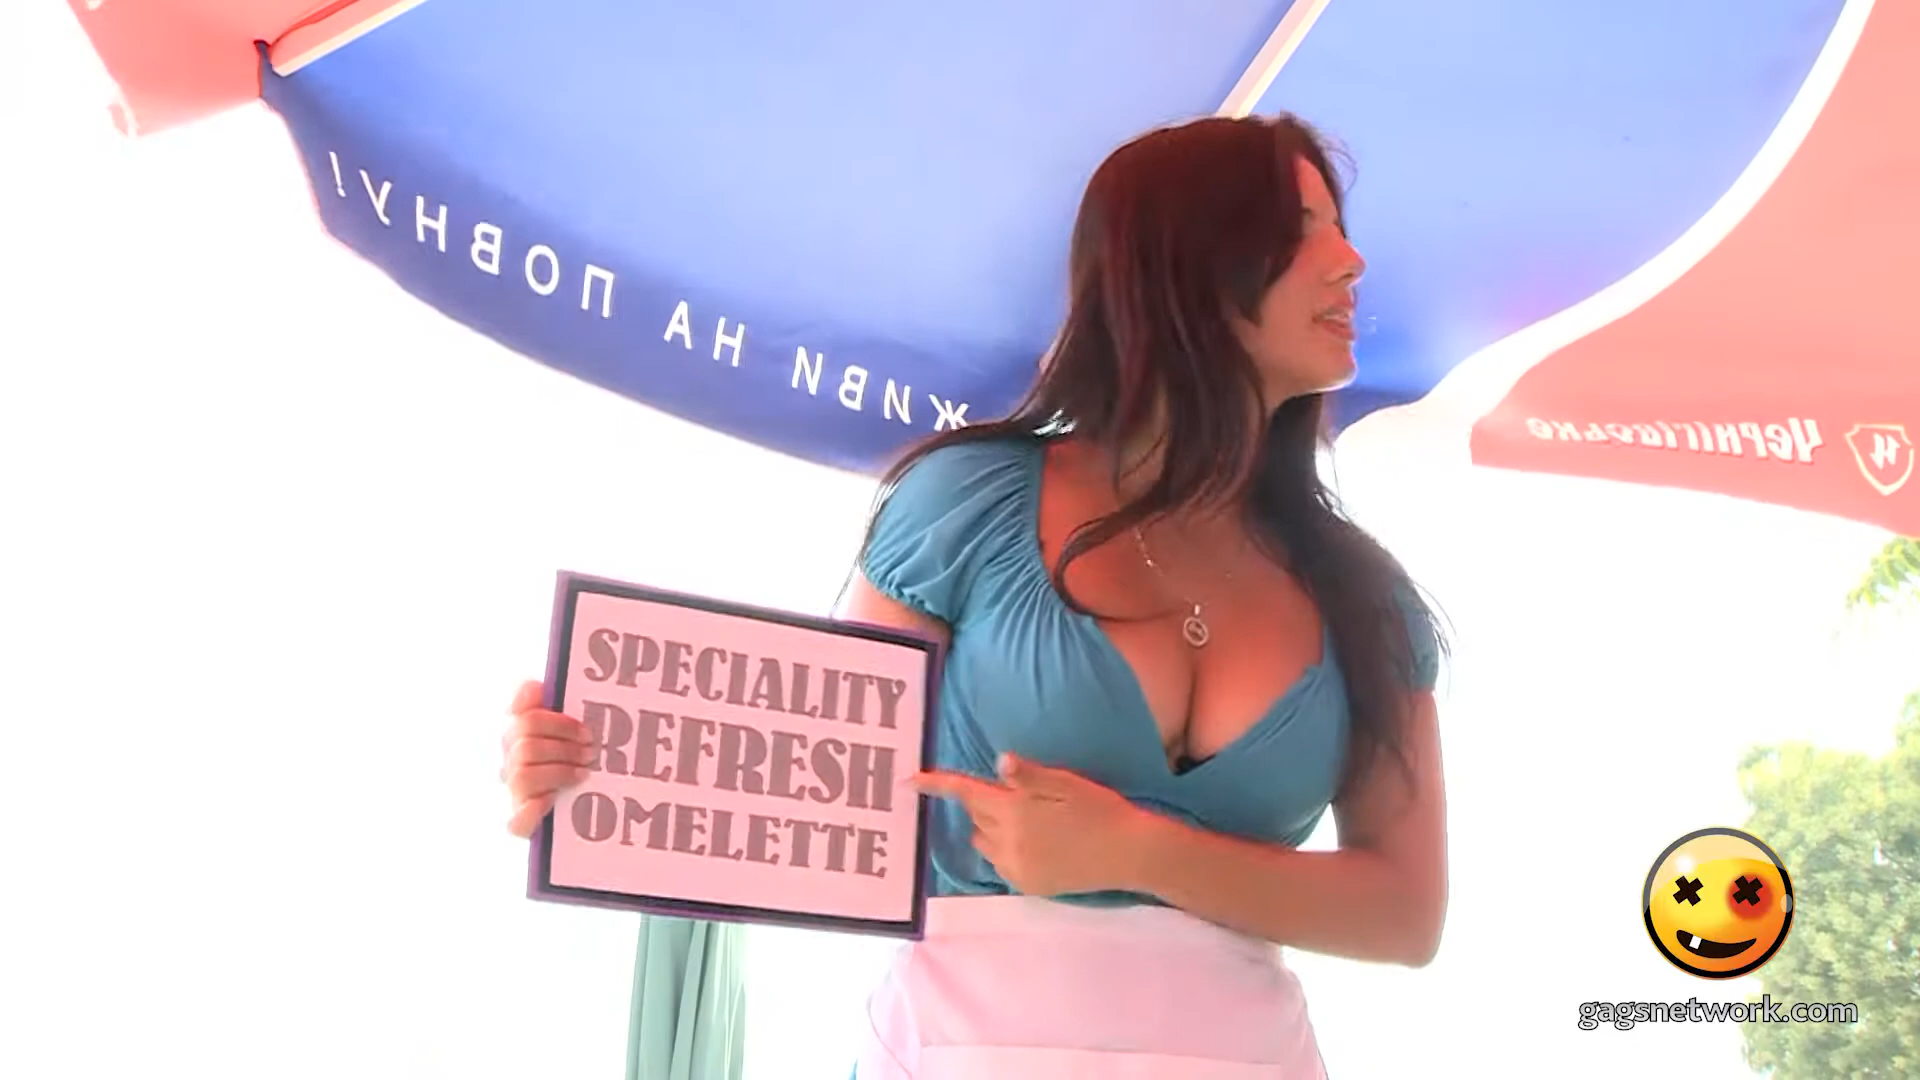 ЖИВИ НА ПОВНУ!
Чернігівське
SPECIALITY
REFRESH
OMELETTE
gagsnetwork.com